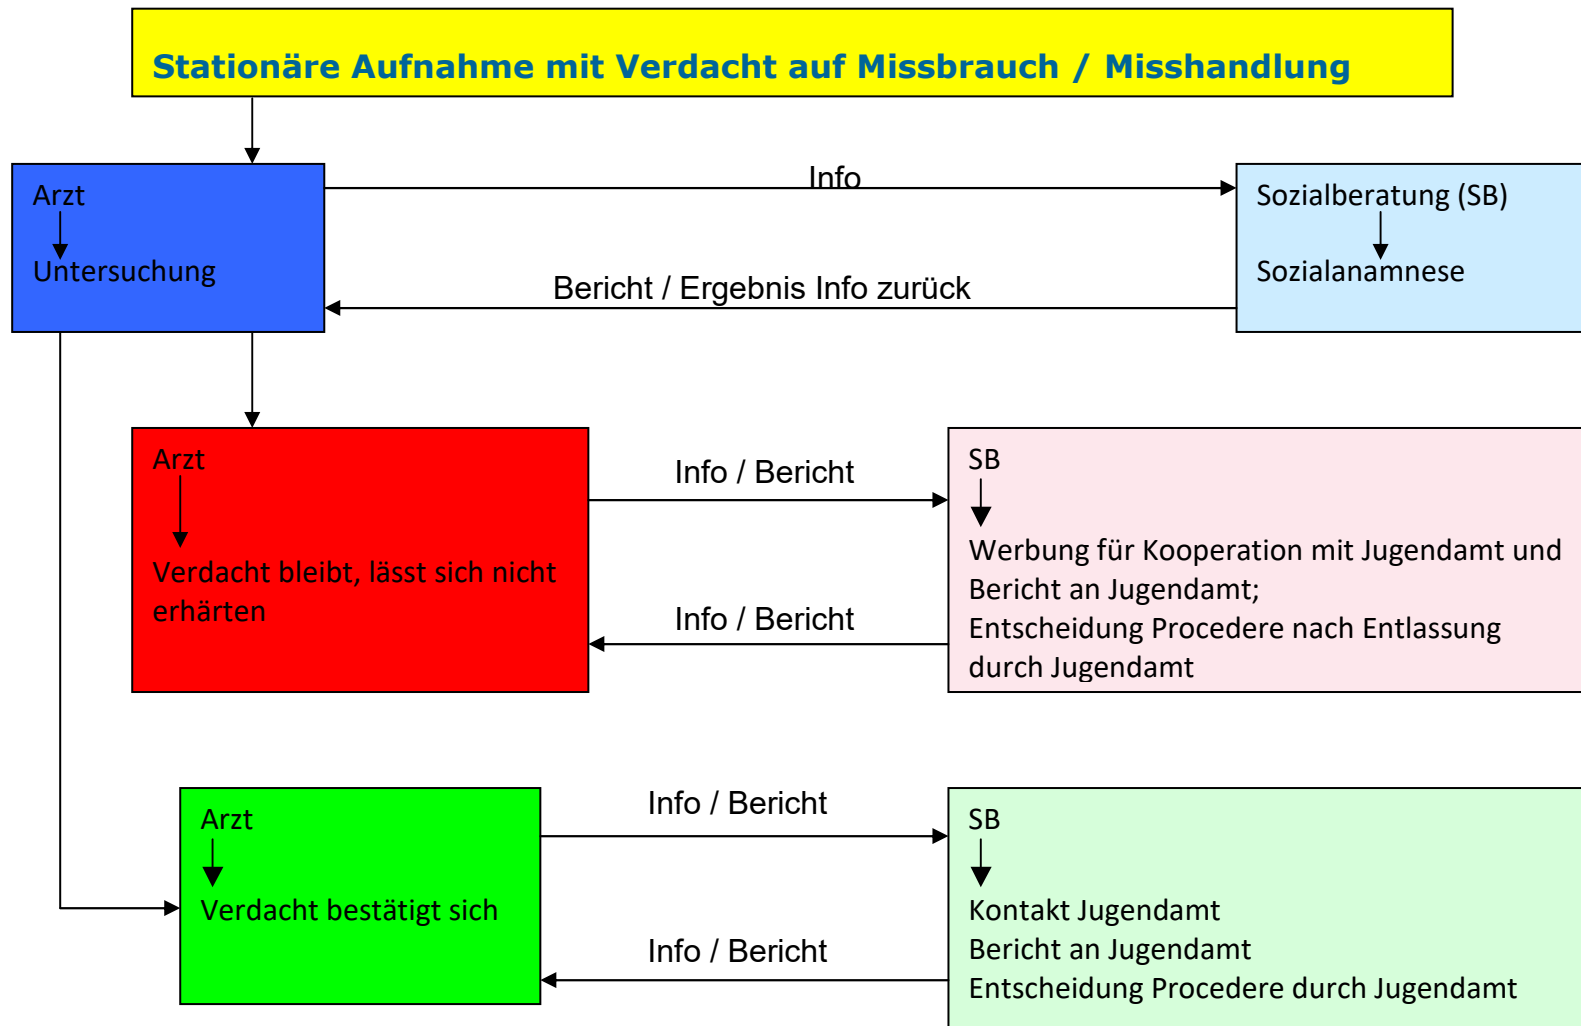 Stationäre Aufnahme mit Verdacht auf Missbrauch / Misshandlung
Arzt
Untersuchung
Info
Sozialberatung (SB)
Sozialanamnese
Bericht / Ergebnis Info zurück
Arzt
Verdacht bleibt, lässt sich nicht
erhärten
Info / Bericht
Info / Bericht
SB
Werbung für Kooperation mit Jugendamt und
Bericht an Jugendamt;
Entscheidung Procedere nach Entlassung
durch Jugendamt
Arzt
Verdacht bestätigt sich
Info / Bericht
Info / Bericht
SB
Kontakt Jugendamt
Bericht an Jugendamt
Entscheidung Procedere durch Jugendamt